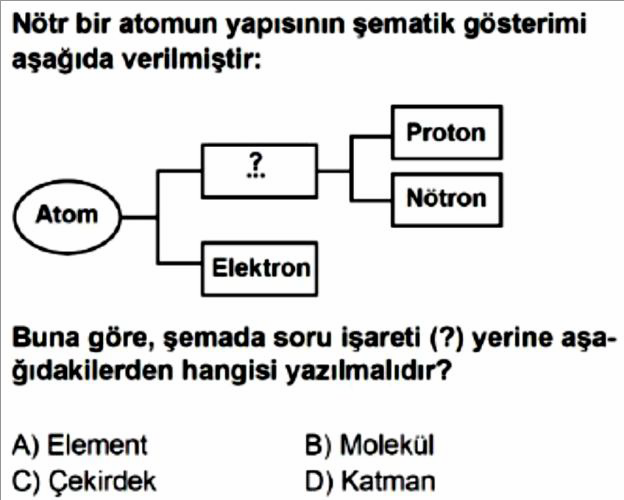 Nötr bir atomun yapısının şematik gösterimi
aşağıda verilmiştir:
Proton
?
...
Nötron
Atom
Elektron
Buna göre, şemada soru işareti (?) yerine aşa-
ğıdakilerden hangisi yazılmalıdır?
A) Element
B) Molekül
C) Çekirdek
D) Katman